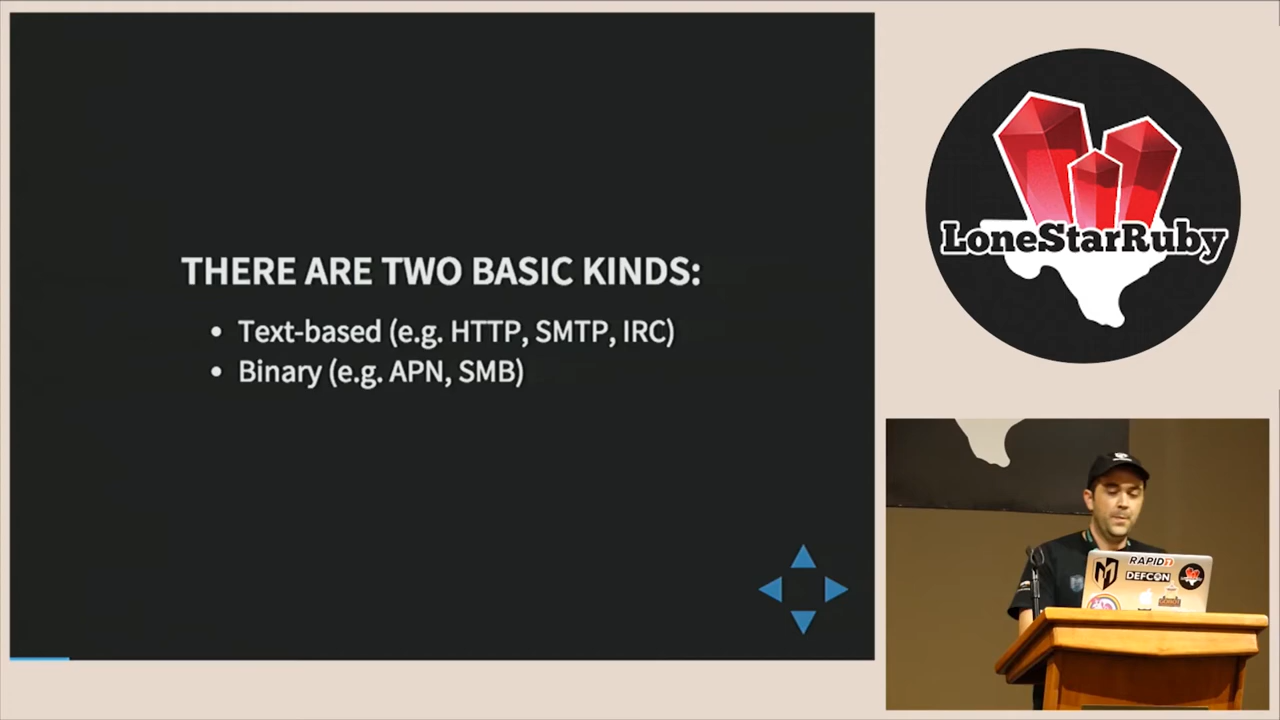 THERE ARE TWO BASIC KINDS:
• Text-based (e.g. HTTP, SMTP, IRC)
• Binary (e.g. APN, SMB)
LoneStarRuby
RAPID7
DEFCON